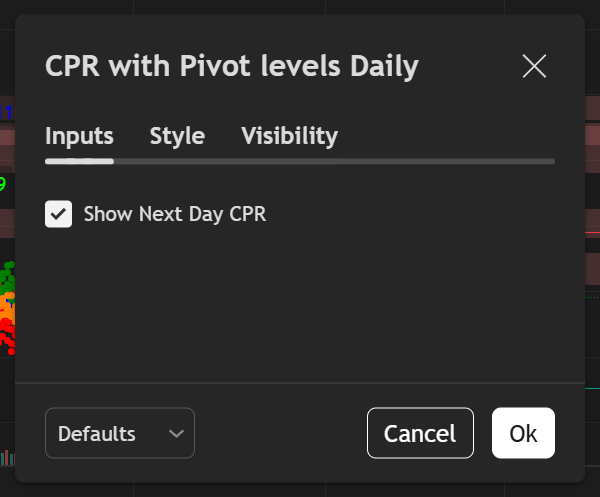 CPR with Pivot levels Daily
Inputs Style Visibility
Show Next Day CPR
Defaults Cancel Ok